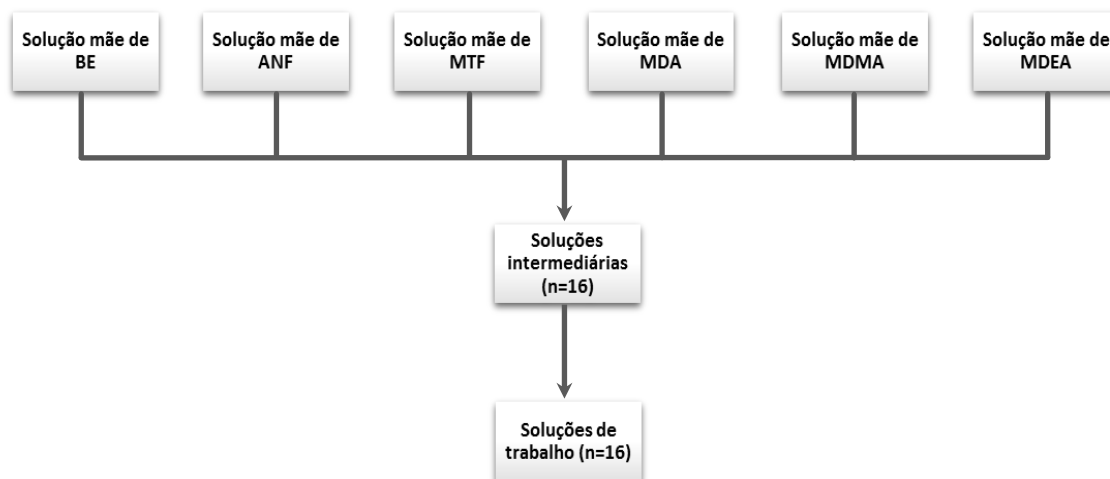 Solução mãe de
BE
Solução mãe de
ANF
Solução mãe de
MTF
Solução mãe de
MDA
Solução mãe de
MDMA
Solução mãe de
MDEA
Soluções
intermediárias
(n=16)
Soluções de
trabalho (n=16)